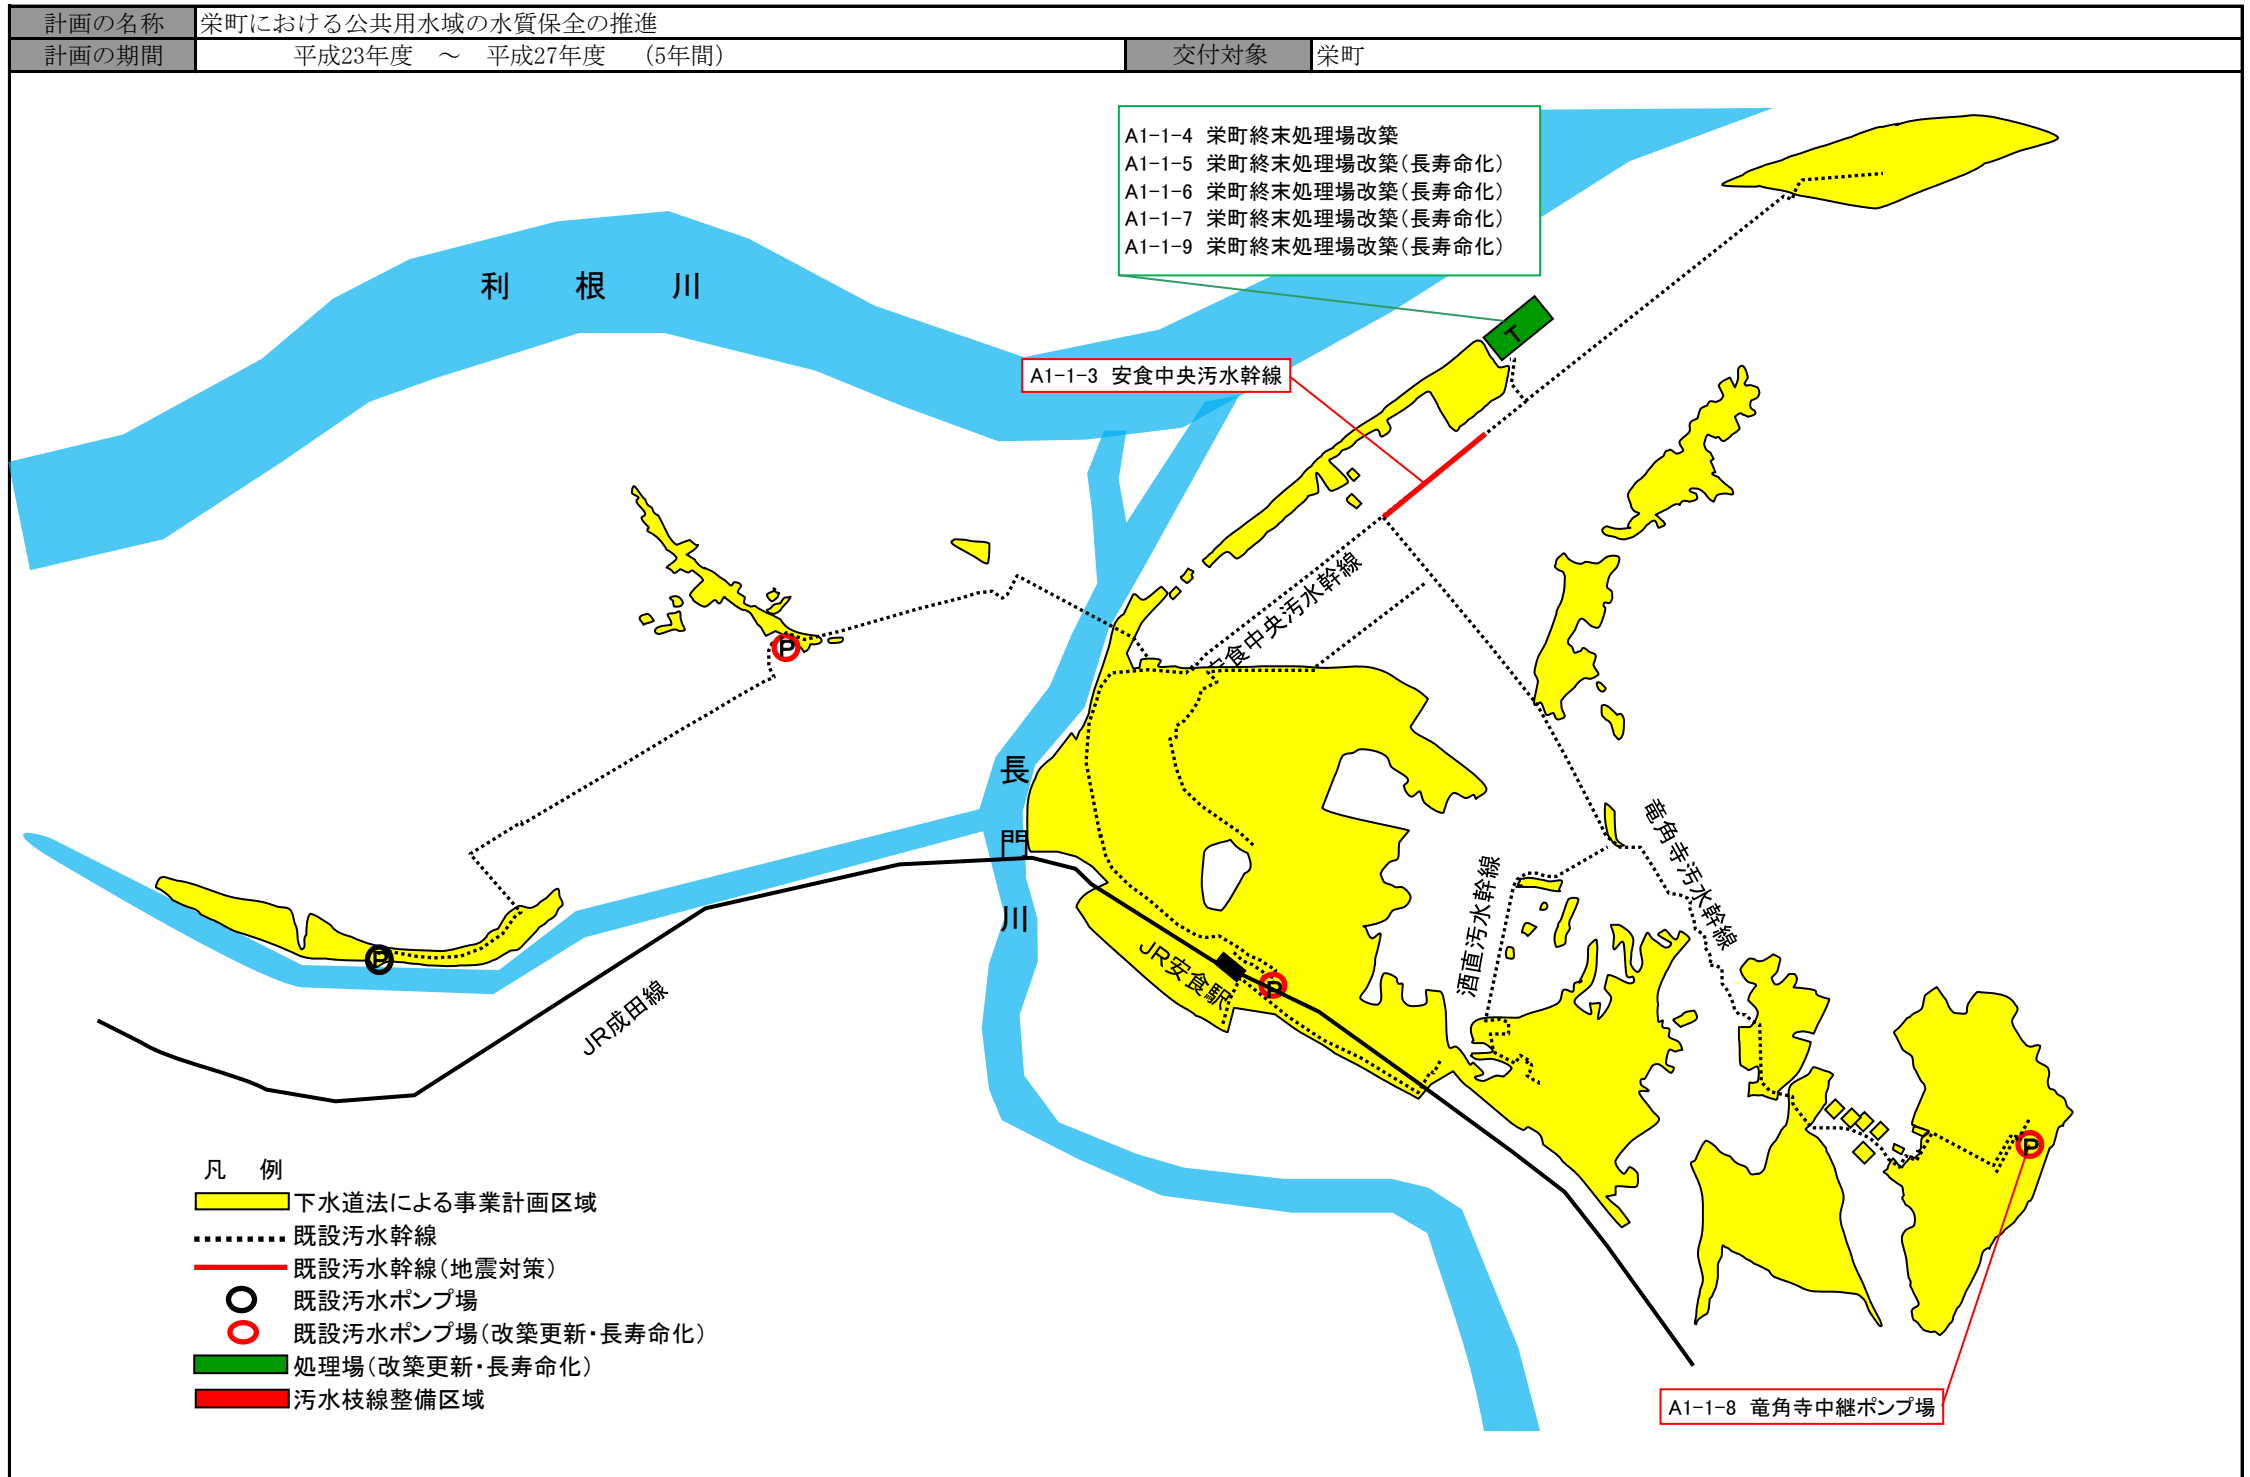 計画の名称 栄町における公共用水域の水質保全の推進
計画の期間 平成23年度 ～ 平成27年度 (5年間) 交付対象 栄町
A1-1-4 栄町終末処理場改築
A1-1-5 栄町終末処理場改築(長寿命化)
A1-1-6 栄町終末処理場改築(長寿命化)
A1-1-7 栄町終末処理場改築(長寿命化)
A1-1-9 栄町終末処理場改築(長寿命化)
利根川
T
A1-1-3 安食中央汚水幹線
安食中央汚水幹線
P
長門川
竜角寺汚水幹線
酒直汚水幹線
P
JR安食駅
P
JR成田線
P
凡 例
下水道法による事業計画区域
既設汚水幹線
既設汚水幹線(地震対策)
既設汚水ポンプ場
既設汚水ポンプ場(改築更新・長寿命化)
処理場(改築更新・長寿命化)
汚水枝線整備区域
A1-1-8 竜角寺中継ポンプ場